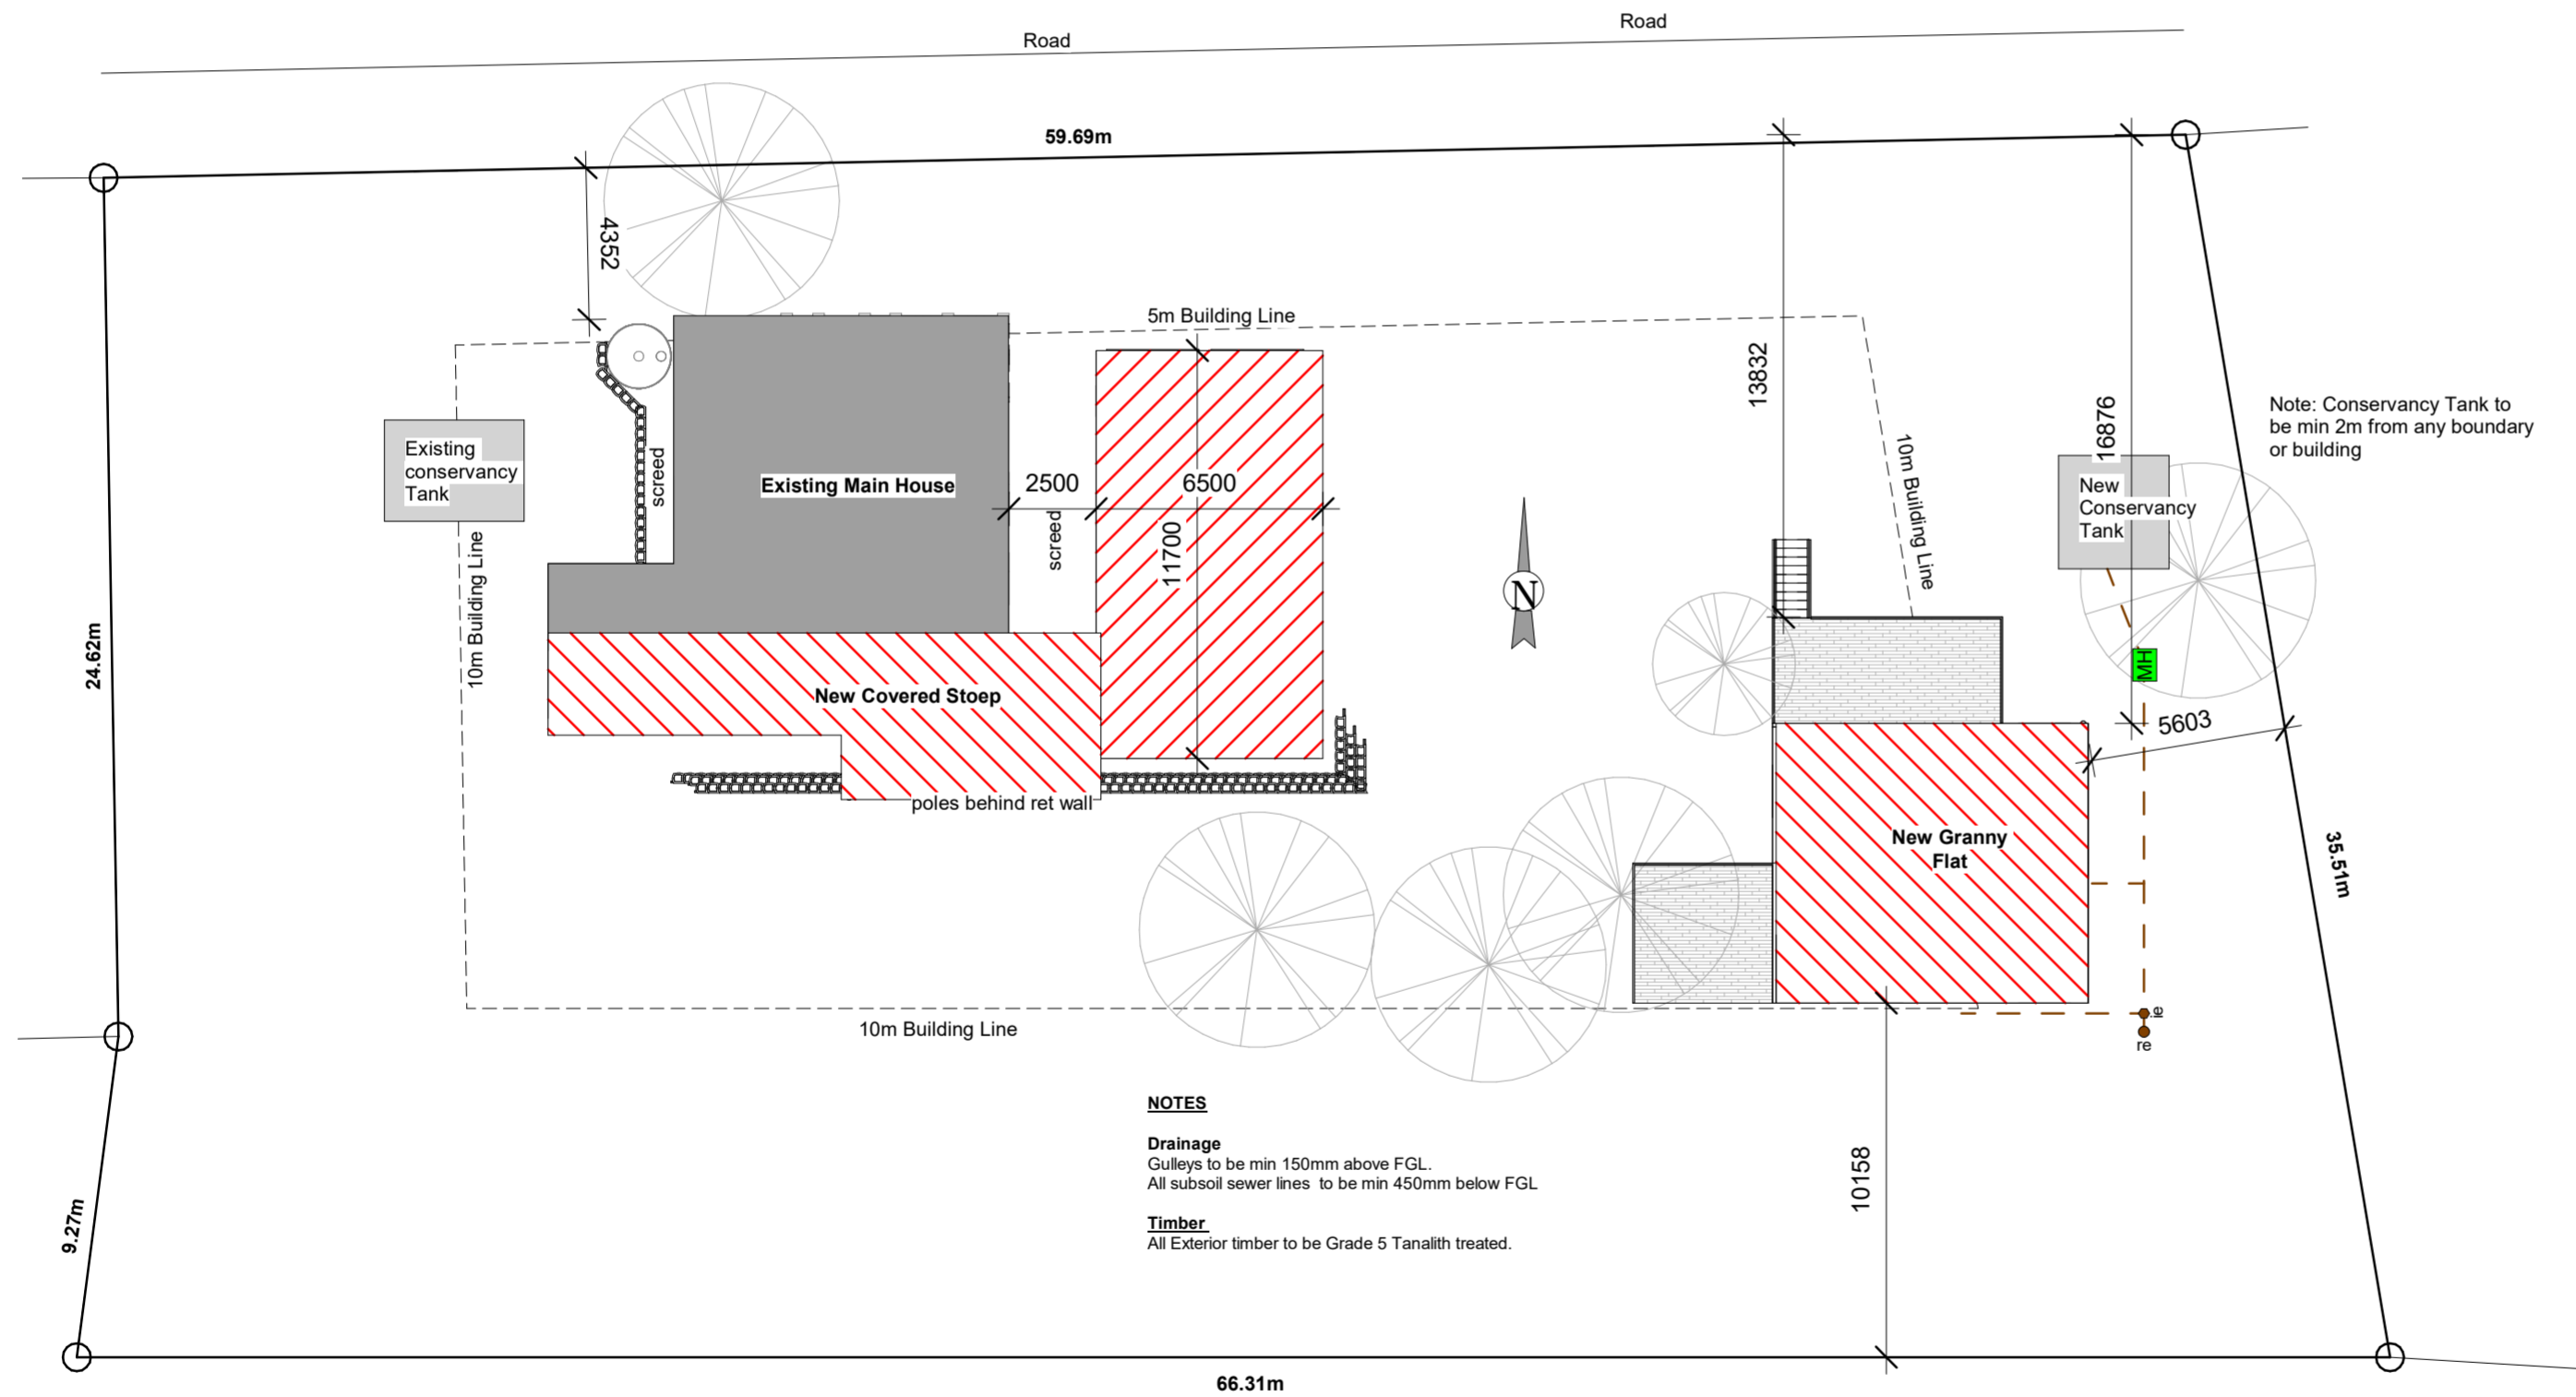 Road
Road
59.69m
4352
5m Building Line
13832
16876
Note: Conservancy Tank to
be min 2m from any boundary
or building
Existing
conservancy
Tank
screed
Existing Main House
2500
6500
screed
11700
10m Building Line
New
Conservancy
Tank
10m Building Line
N
24.62m
MH
New Covered Stoep
5603
poles behind ret wall
New Granny
Flat
35.51m
10m Building Line
ie
re
NOTES
Drainage
Gulleys to be min 150mm above FGL.
All subsoil sewer lines to be min 450mm below FGL
10158
9.27m
Timber
All Exterior timber to be Grade 5 Tanalith treated.
66.31m